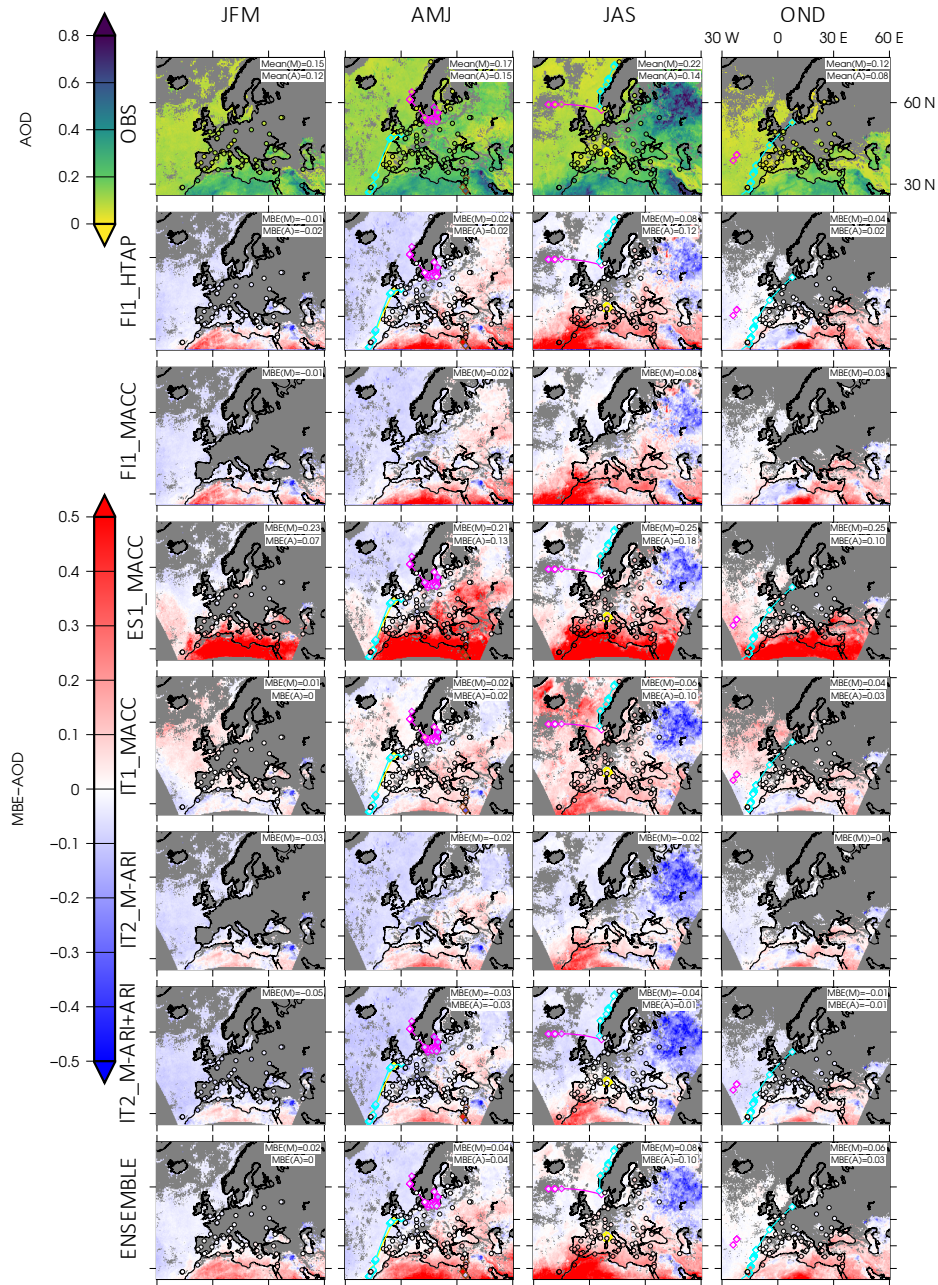 JFM
AMJ
JAS
OND
30 W
0
30 E
60 E
60 N
30 N
AOD
0.8
0.6
0.4
0.2
0
OBS
Mean(M)=0.15
Mean(A)=0.12
Mean(M)=0.17
Mean(A)=0.15
Mean(M)=0.22
Mean(A)=0.14
Mean(M)=0.12
Mean(A)=0.08
FI1_HTAP
MBE(M)=−0.01
MBE(A)=−0.02
MBE(M)=0.02
MBE(A)=0.02
MBE(M)=0.08
MBE(A)=0.12
MBE(M)=0.04
MBE(A)=0.02
FI1_MACC
MBE(M)=−0.01
MBE(M)=0.02
MBE(M)=0.08
MBE(M)=0.03
MBE−AOD
0.5
0.4
0.3
0.2
0.1
0
−0.1
−0.2
−0.3
−0.4
−0.5
ES1_MACC
MBE(M)=0.23
MBE(A)=0.07
MBE(M)=0.21
MBE(A)=0.13
MBE(M)=0.25
MBE(A)=0.18
MBE(M)=0.25
MBE(A)=0.10
IT1_MACC
MBE(M)=0.01
MBE(A)=0
MBE(M)=0.02
MBE(A)=0.02
MBE(M)=0.06
MBE(A)=0.10
MBE(M)=0.04
MBE(A)=0.03
IT2_M-ARI
MBE(M)=−0.03
MBE(M)=−0.02
MBE(M)=−0.02
MBE(M))=0
IT2_M-ARI+ARI
MBE(M)=−0.05
MBE(M)=−0.03
MBE(A)=−0.03
MBE(M)=−0.04
MBE(A)=0.01
MBE(M)=−0.01
MBE(A)=−0.01
ENSEMBLE
MBE(M)=0.02
MBE(A)=0
MBE(M)=0.04
MBE(A)=0.04
MBE(M)=0.08
MBE(A)=0.10
MBE(M)=0.06
MBE(A)=0.03